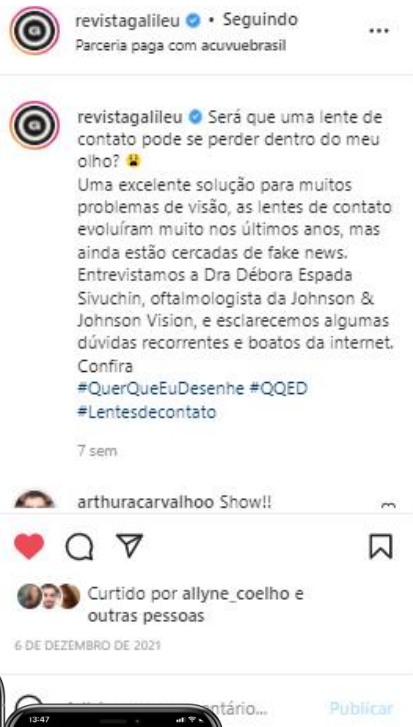 revistagalileu • Seguindo
Parceria paga com acuvuebrasil
revistagalileu Será que uma lente de
contato pode se perder dentro do meu
olho? 😫
Uma excelente solução para muitos
problemas de visão, as lentes de contato
evoluíram muito nos últimos anos, mas
ainda estão cercadas de fake news.
Entrevistamos a Dra Débora Espada
Sivuchin, oftalmologista da Johnson &
Johnson Vision, e esclarecemos algumas
dúvidas recorrentes e boatos da internet.
Confira
#QuerQueEuDesenhe #QQED
#Lentesdecontato
7 sem
arthuracarvalhoo Show!!
Curtido por allyne_coelho e
outras pessoas
6 DE DEZEMBRO DE 2021
Publicar
13:47